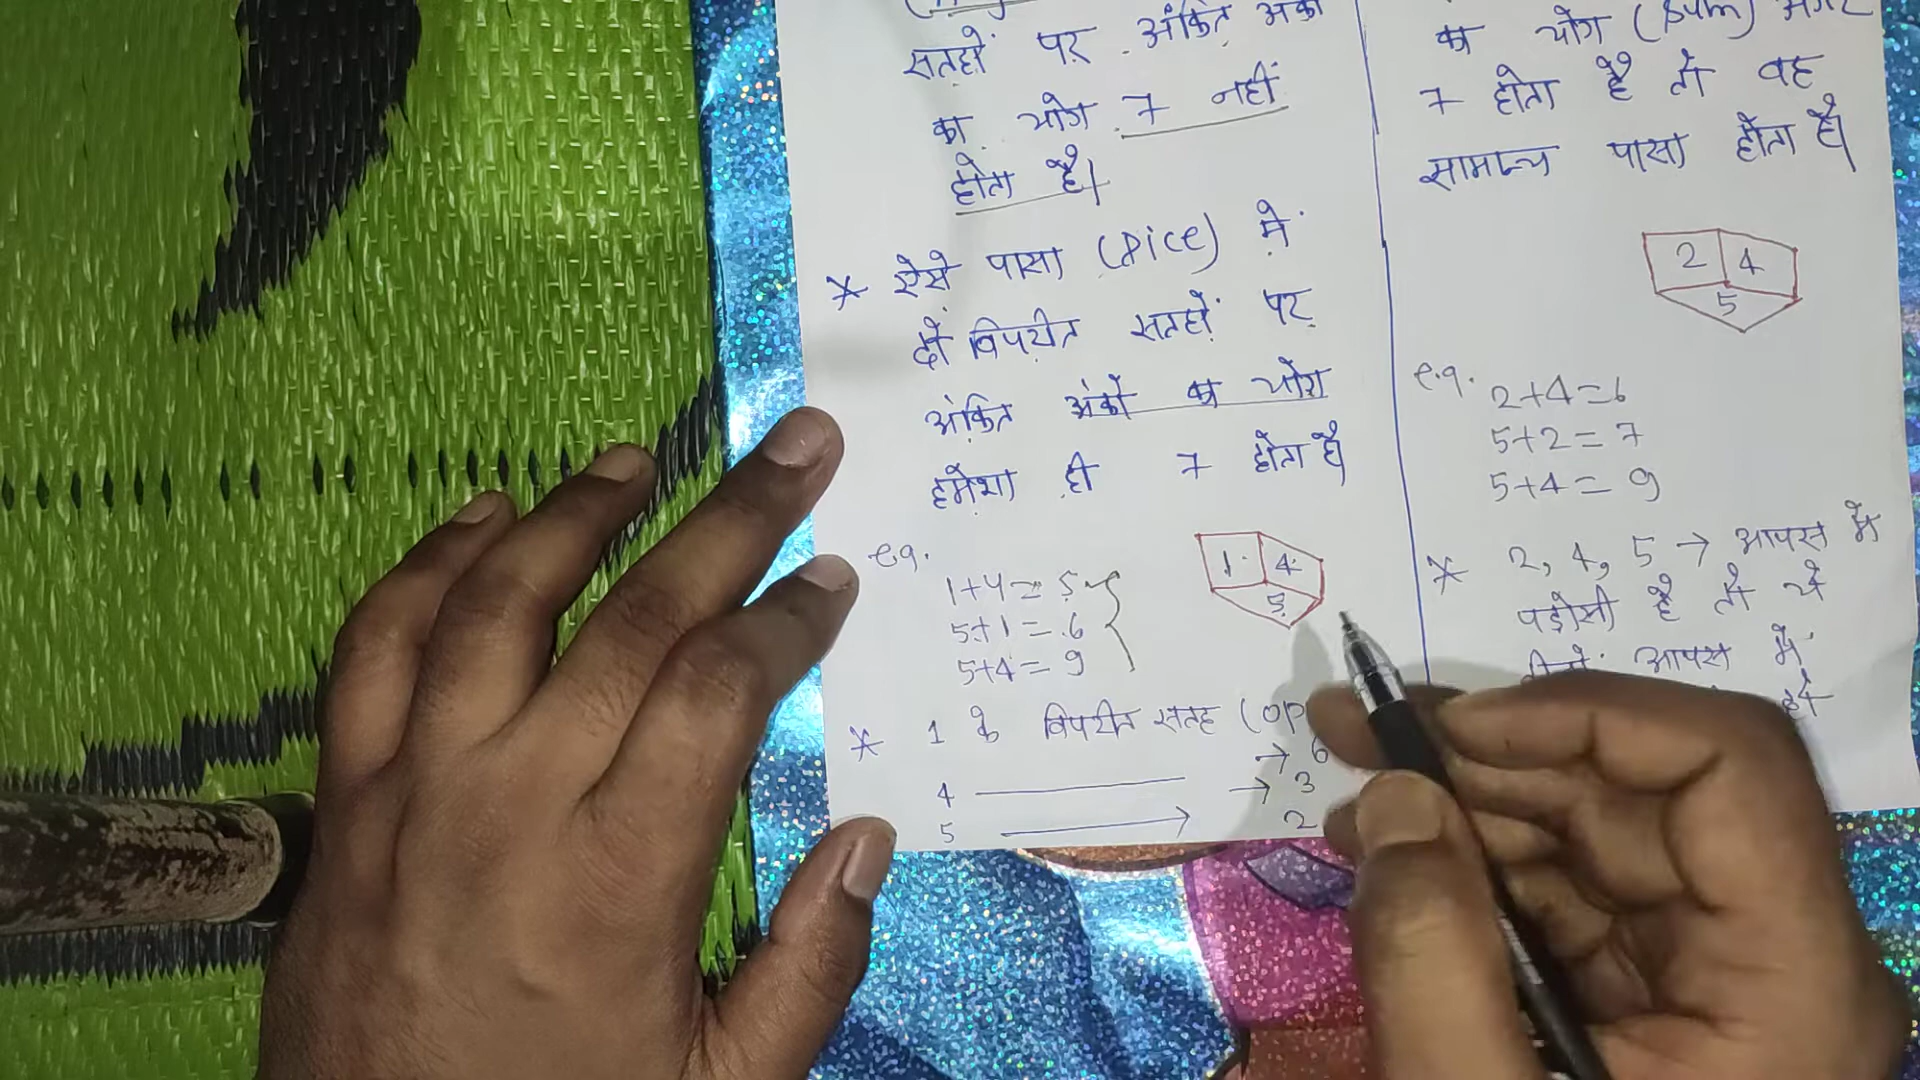 सतहों पर अंकित
का योग 7 नहीं
होता है।
* ऐसे पासा (Dice) में
दो विपरीत सतहों पर
अंकित अंको का योग
हमेशा ही 7 होता है
e.g.
1 4
5
1+4= 5
5+1= 6
5+4= 9
* 1 के विपरीत सतह (op
→ 6
4 → 3
5 → 2
का योग (Sum) अगर
7 होता है तो वह
सामान्य पासा होता है।
2 4
5
e.g. 2+4=6
5+2= 7
5+4= 9
* 2, 4, 5 → आपस में
पड़ोसी है तो ये
आपस में